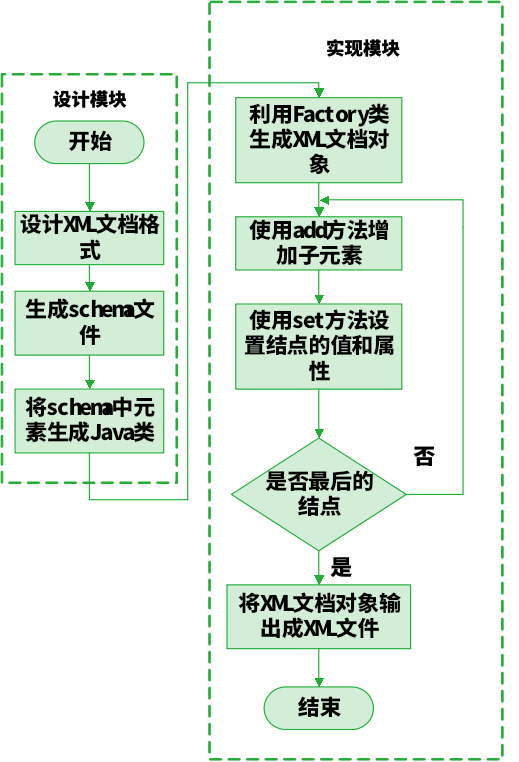 设计模块
开始
设计XML文档格
式
生成schena文
件
将schena中元
素生成Java类
实现模块
利用Factory类
生成XML文档对
象
使用add方法增
加子元素
使用set方法设
置结点的值和属
性
是否最后的
结点
否
是
将XML文档对象输
出成XML文件
结束